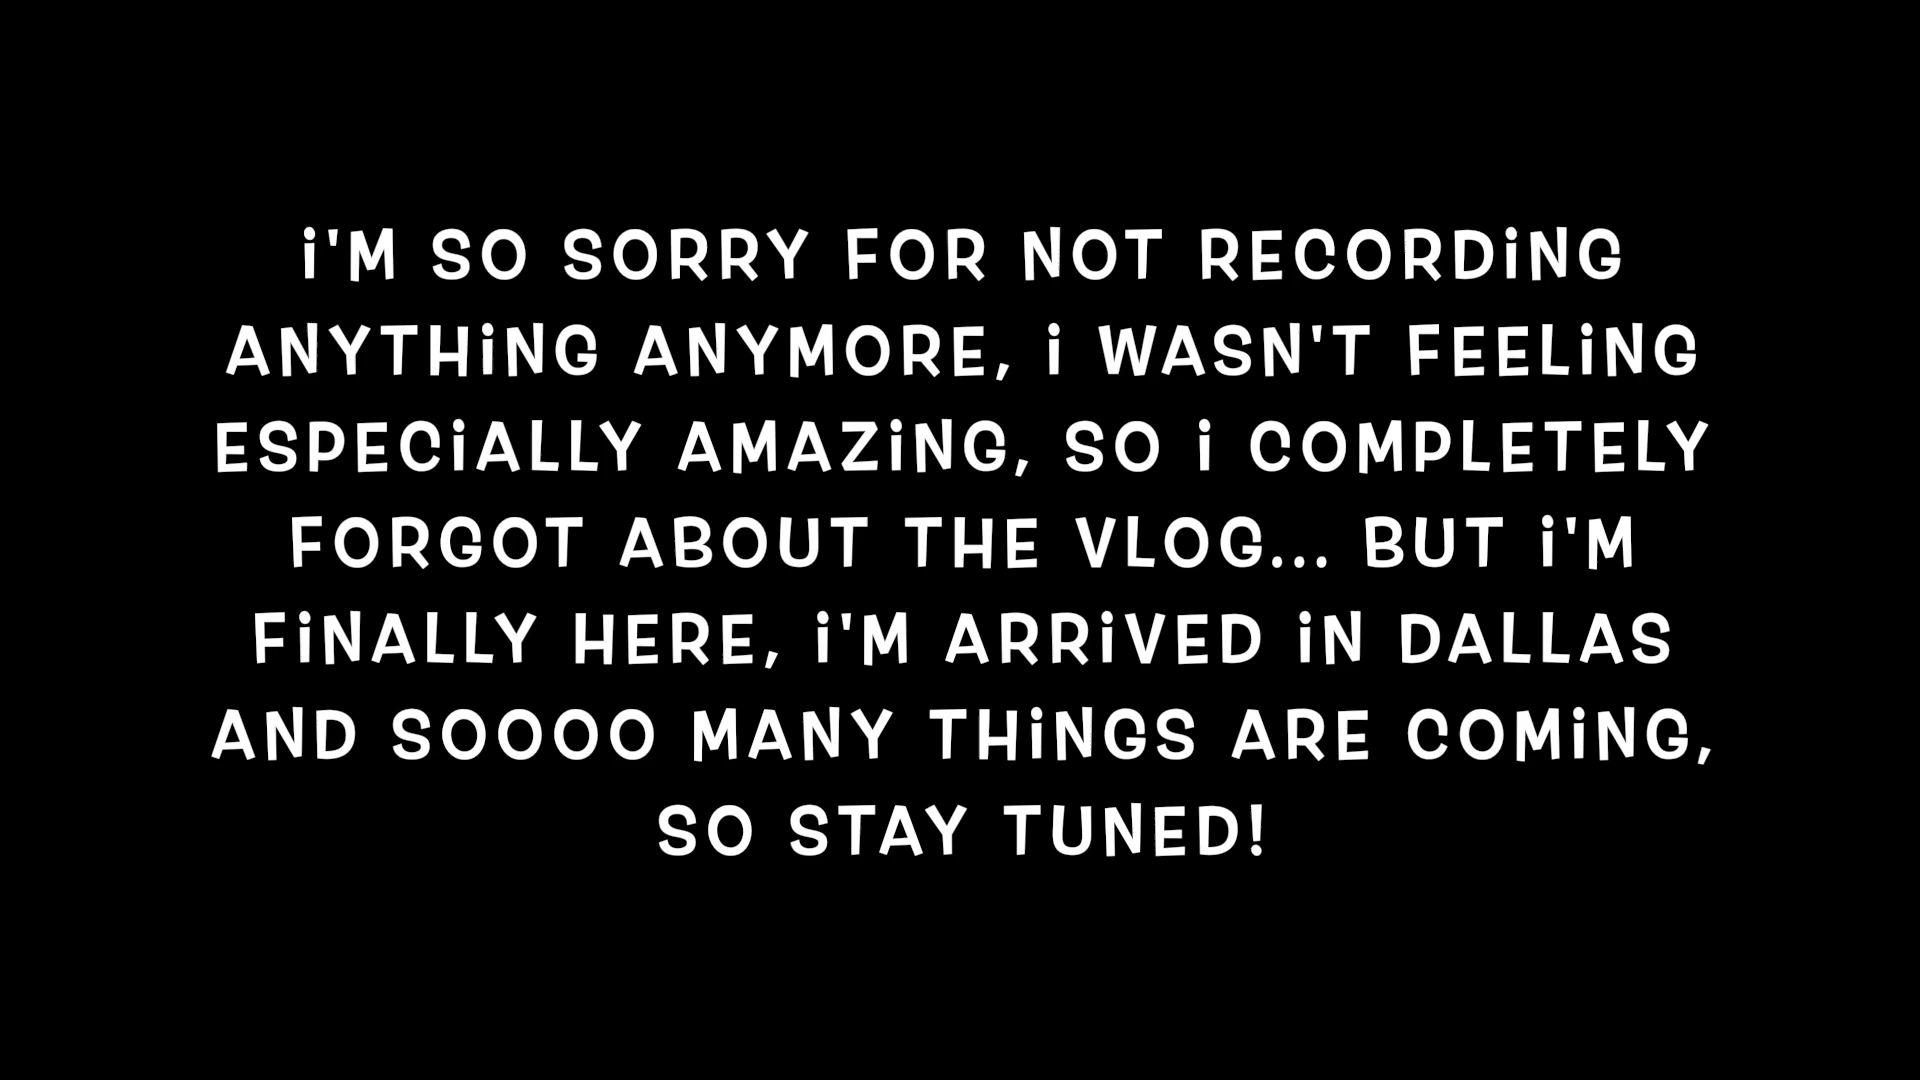 i'M SO SORRY FOR NOT RECORDiNG
ANYTHiNG ANYMORE, i WASN'T FEELiNG
ESPECiALLY AMAZiNG, SO i COMPLETELY
FORGOT ABOUT THE VLOG... BUT i'M
FiNALLY HERE, i'M ARRiVED iN DALLAS
AND SOOOO MANY THiNGS ARE COMiNG,
SO STAY TUNED!